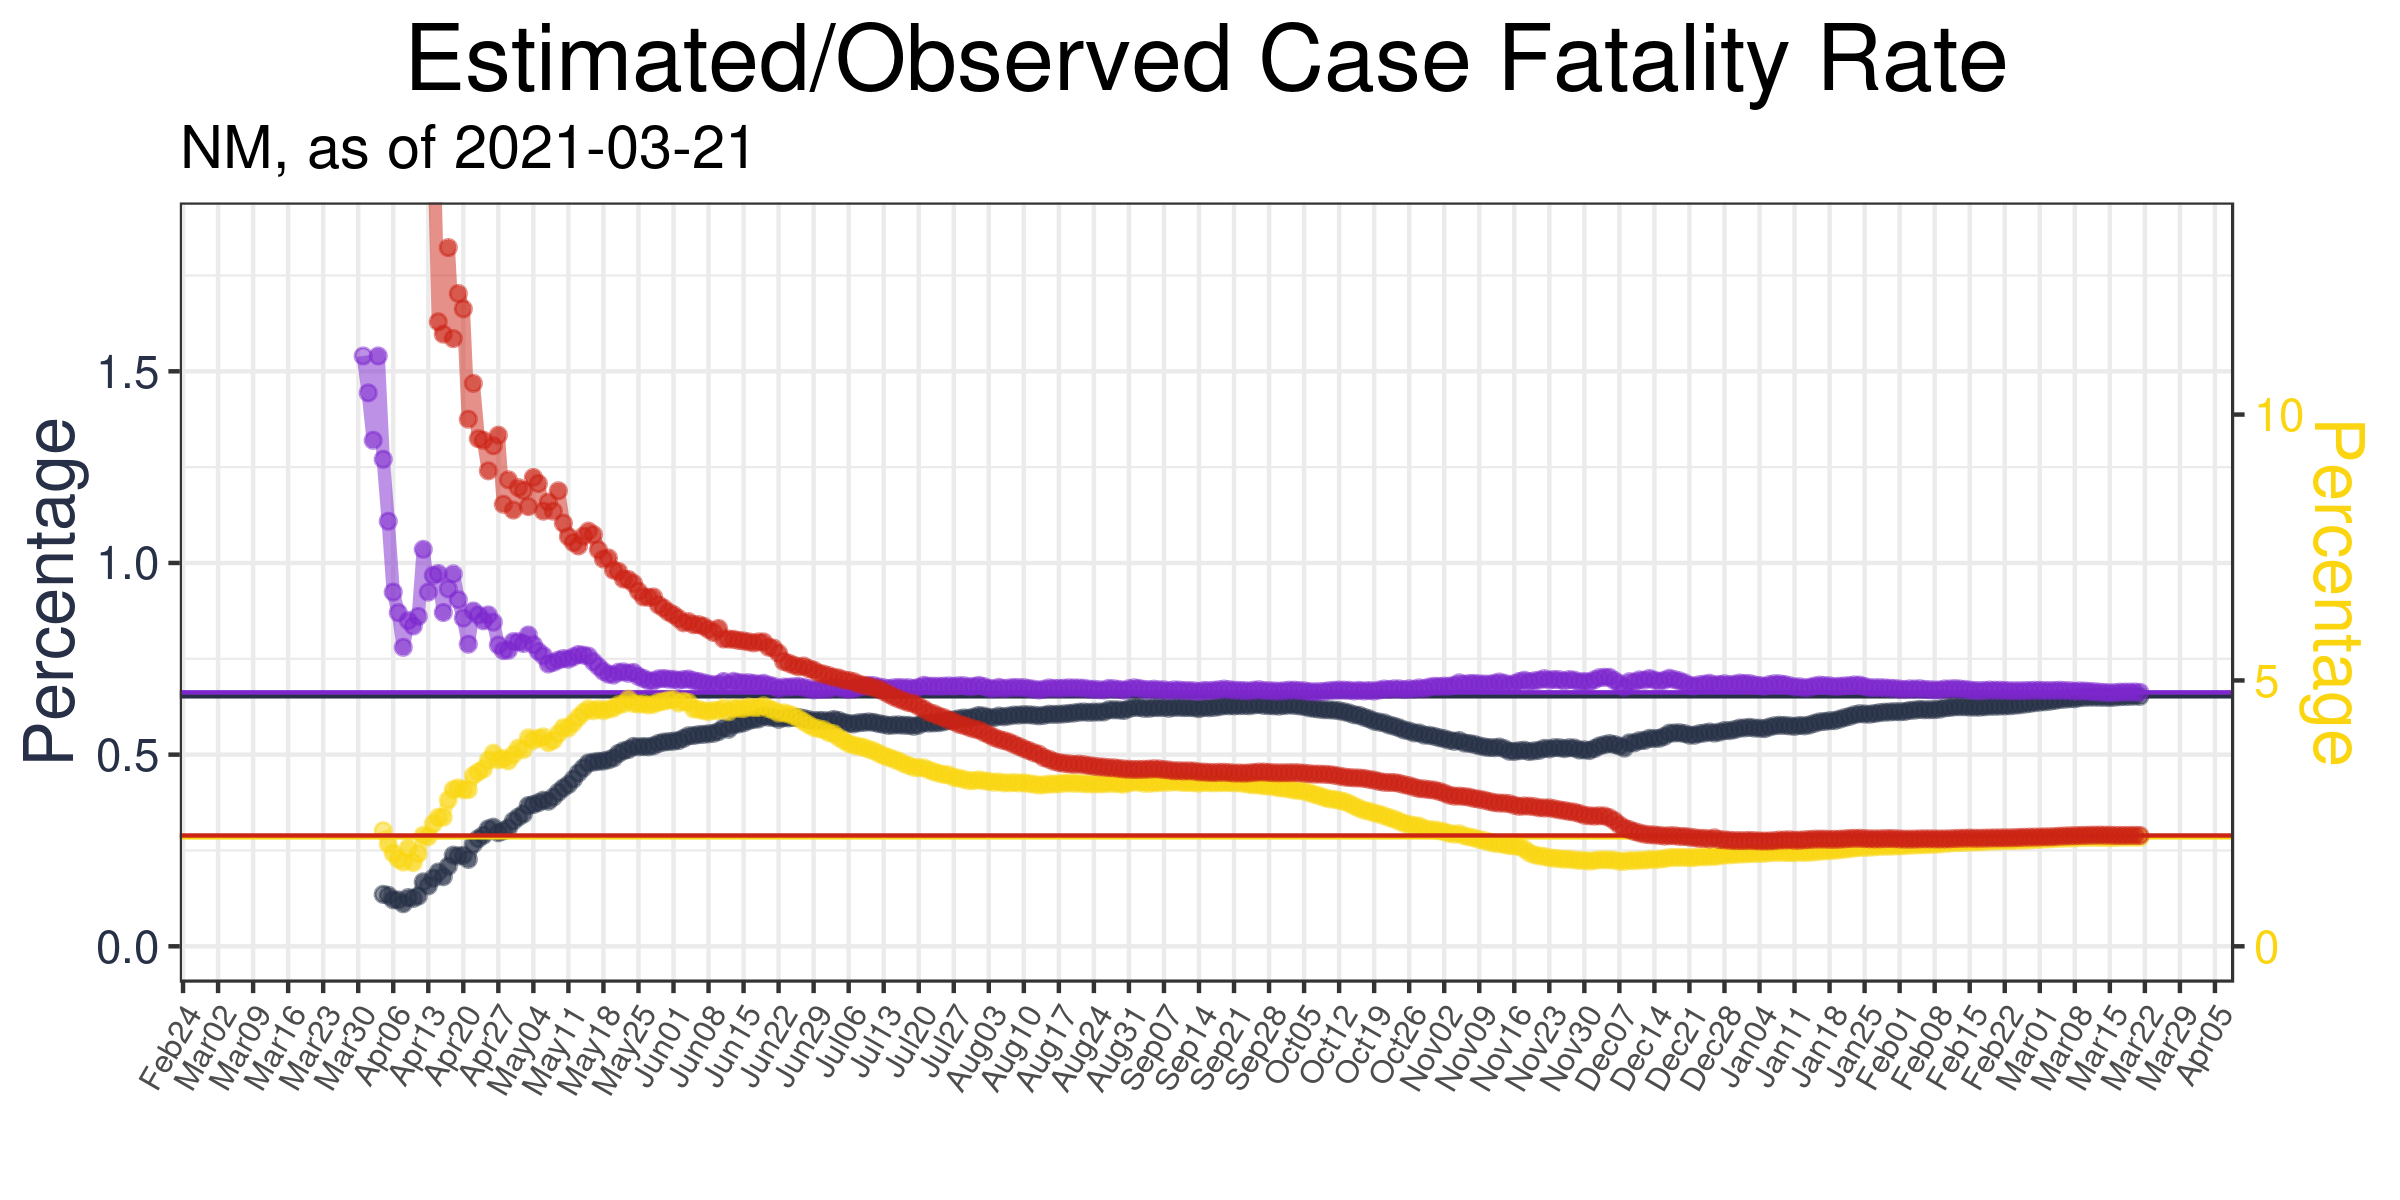 Estimated/Observed Case Fatality Rate
NM, as of 2021-03-21
Percentage
1.5
1.0
0.5
0.0
10
5
0
Percentage
Feb24
Mar02
Mar09
Mar16
Mar23
Mar30
Apr06
Apr13
Apr20
Apr27
May04
May11
May18
May25
Jun01
Jun08
Jun15
Jun22
Jun29
Jul06
Jul13
Jul20
Jul27
Aug03
Aug10
Aug17
Aug24
Aug31
Sep07
Sep14
Sep21
Sep28
Oct05
Oct12
Oct19
Oct26
Nov02
Nov09
Nov16
Nov23
Nov30
Dec07
Dec14
Dec21
Dec28
Jan04
Jan11
Jan18
Jan25
Feb01
Feb08
Feb15
Feb22
Mar01
Mar08
Mar15
Mar22
Mar29
Apr05